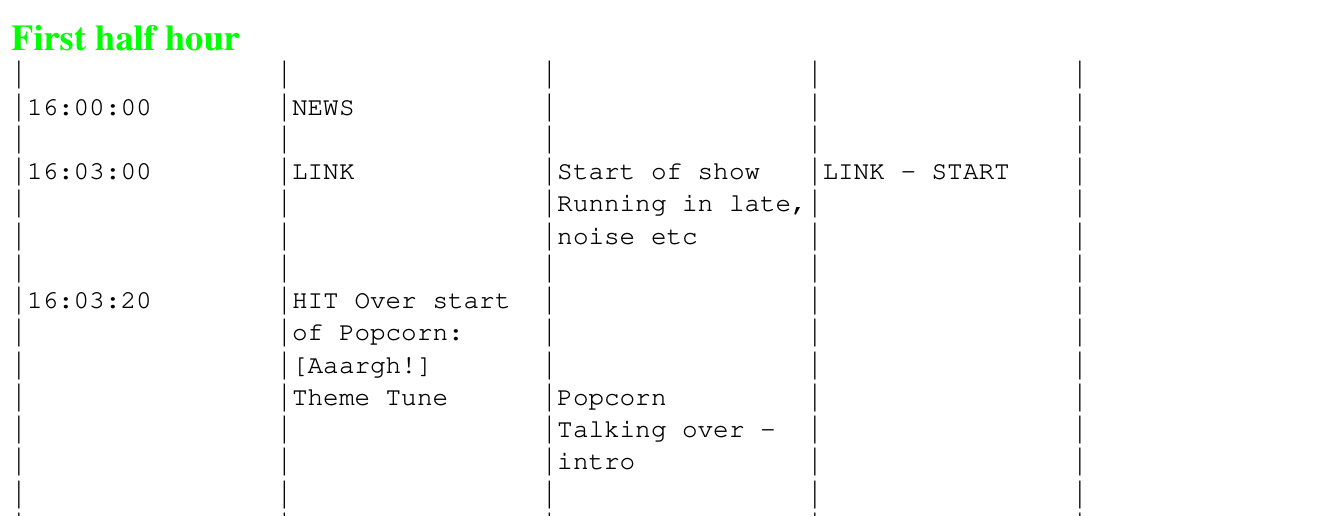 First half hour
16:00:00 NEWS
16:03:00 LINK Start of show LINK - START
Running in late,
noise etc
16:03:20 HIT Over start
of Popcorn:
[Aaargh!]
Theme Tune Popcorn
Talking over -
intro